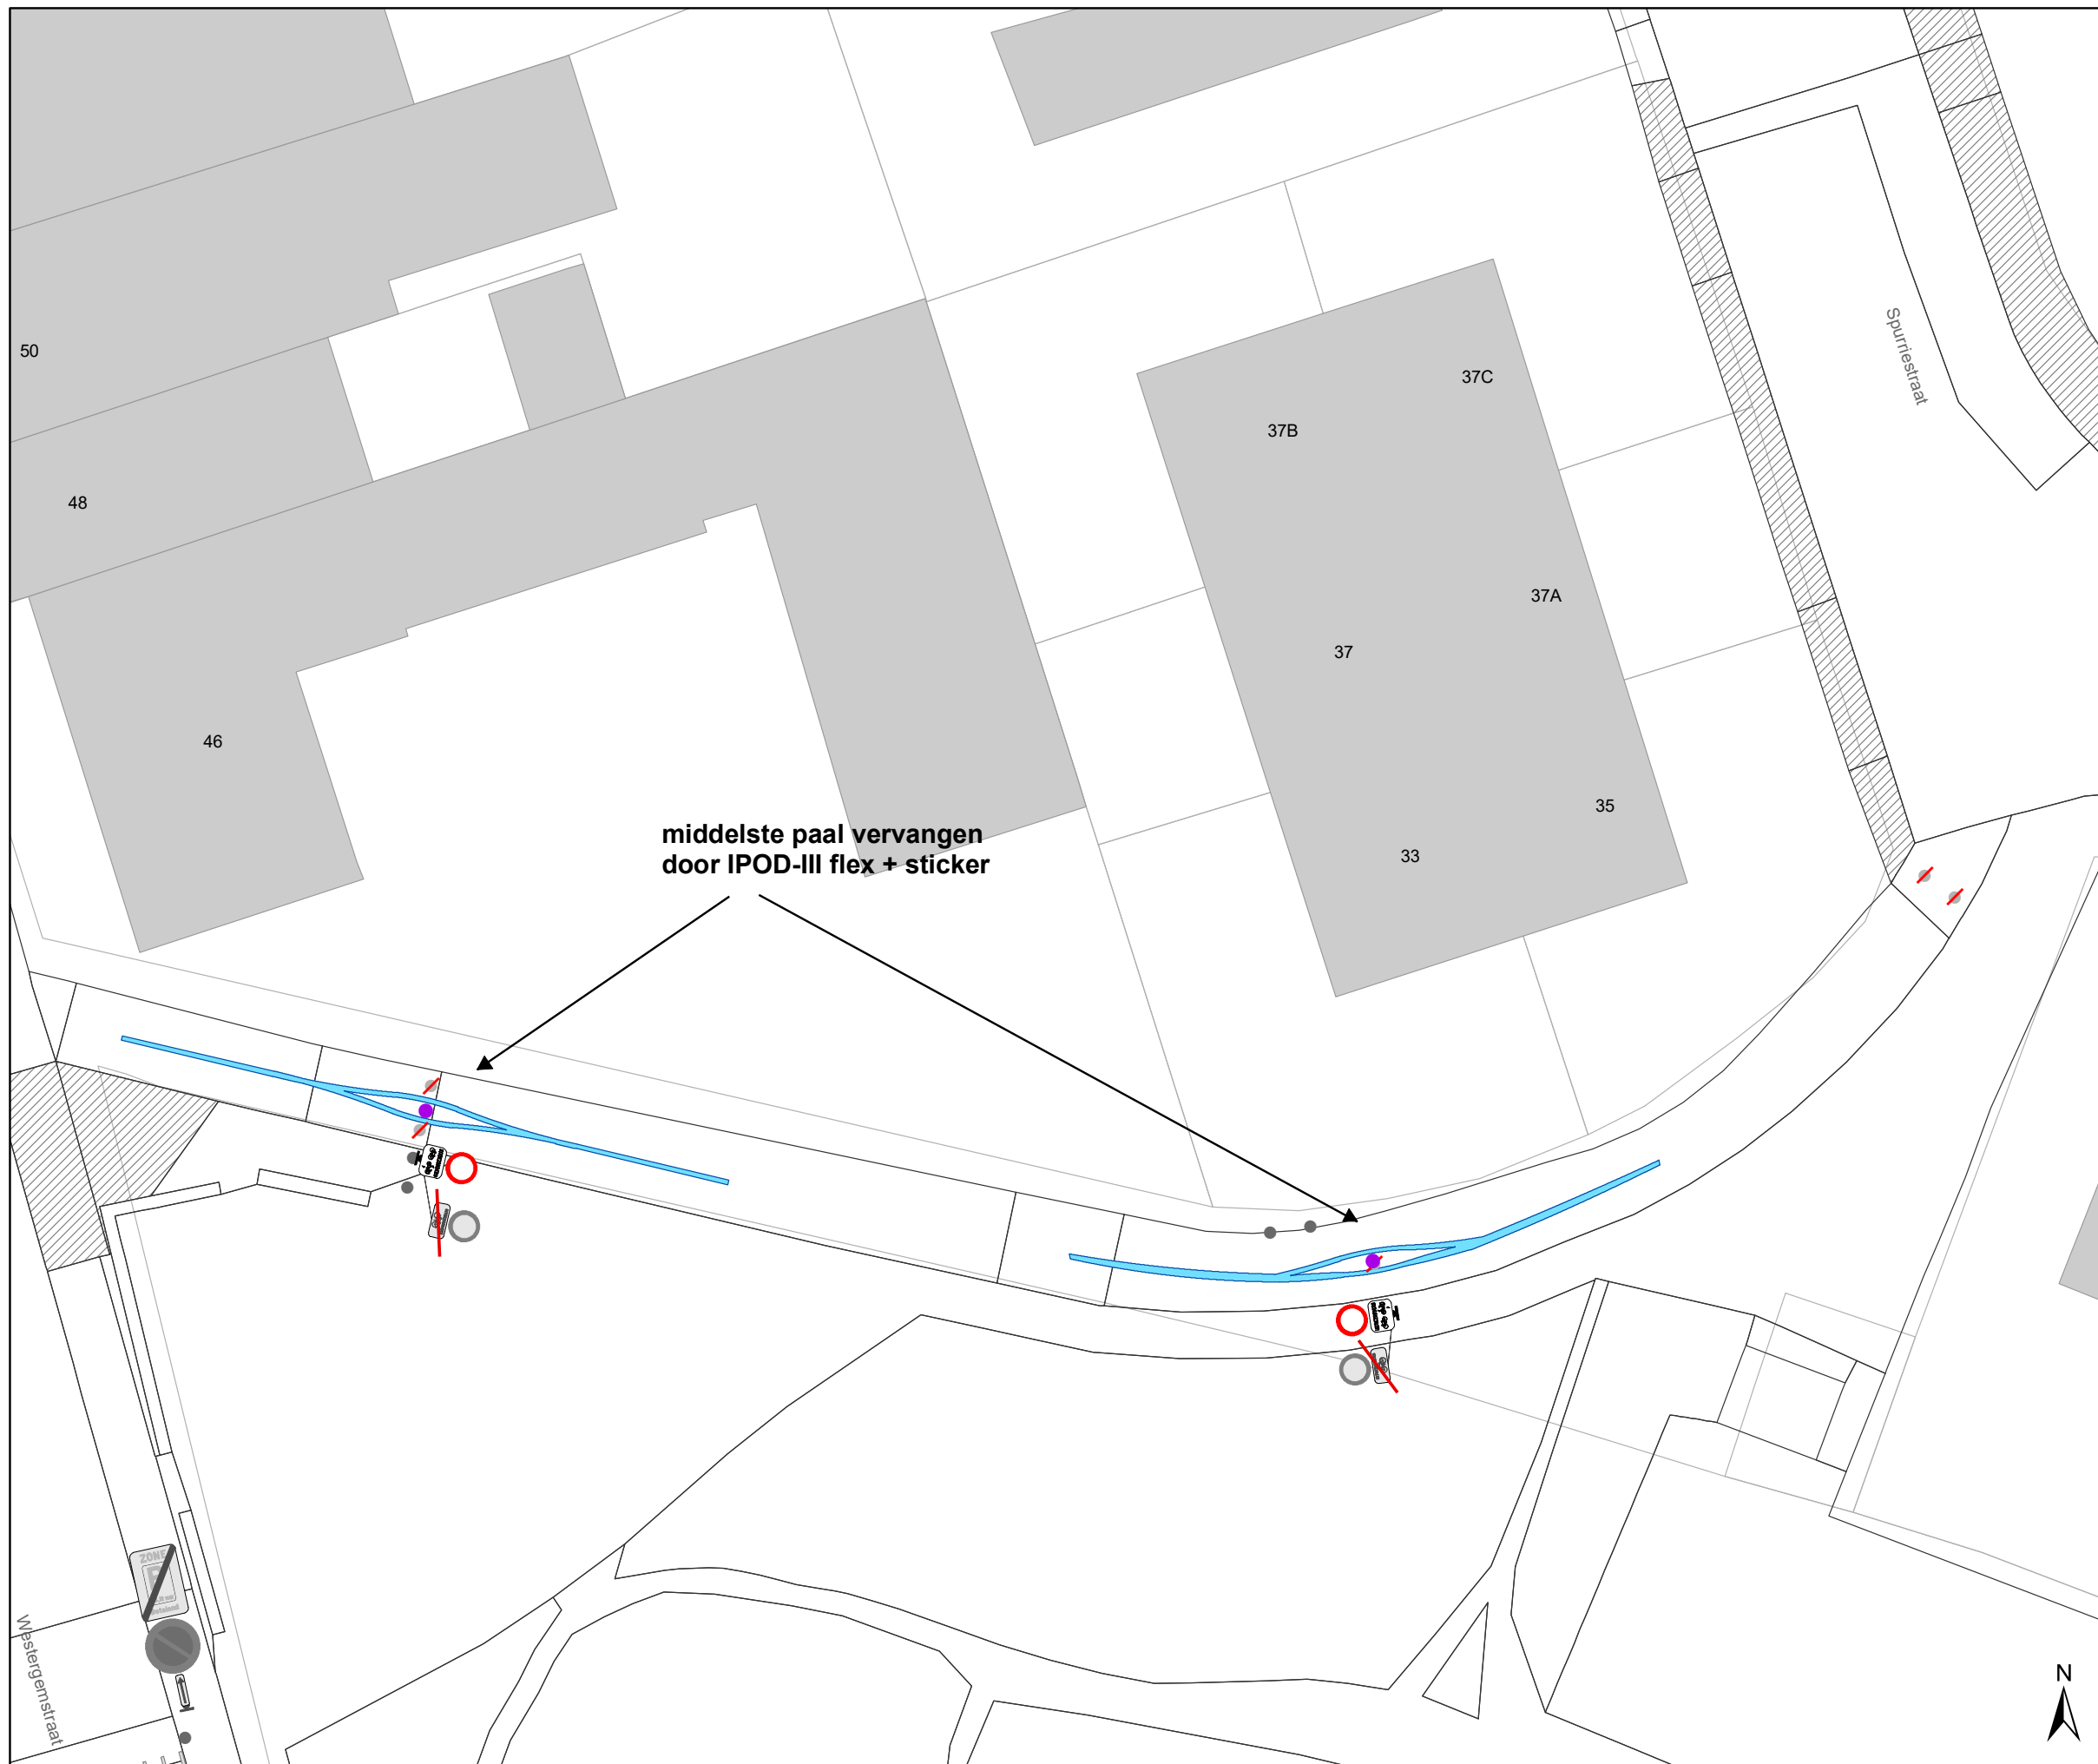 50
48
46
37C
37B
37A
37
35
33
Spurriestraat
middelste paal vervangen
door IPOD-III flex + sticker
ZONE
Westergemstraat
N